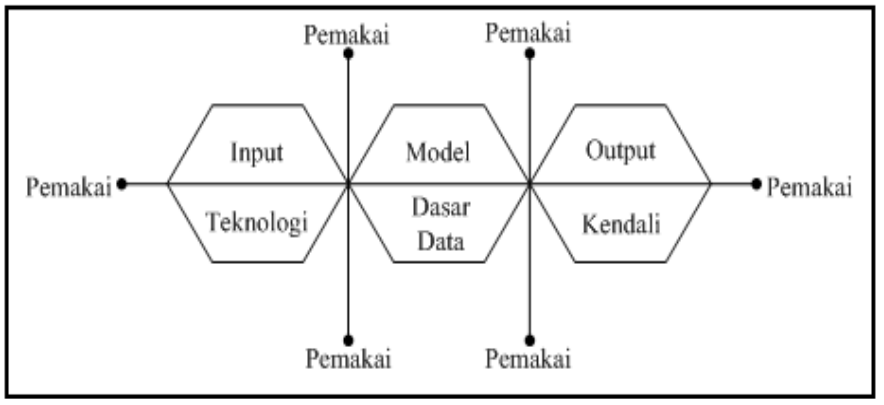 Pemakai
Pemakai
Input
Model
Output
Pemakai
Pemakai
Teknologi
Dasar
Data
Kendali
Pemakai
Pemakai